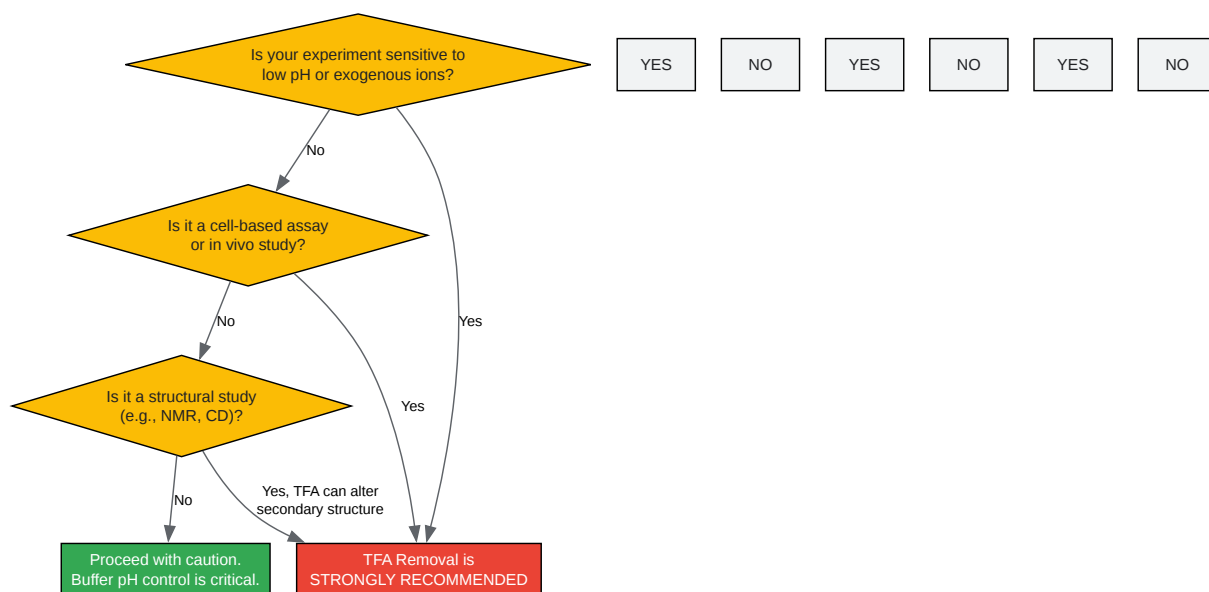 Is your experiment sensitive to
low pH or exogenous ions?
YES
NO
YES
NO
YES
NO
No
Is it a cell-based assay
or in vivo study?
No
Yes
Is it a structural study
(e.g., NMR, CD)?
Yes
No
Yes, TFA can alter
secondary structure
Proceed with caution.
Buffer pH control is critical.
TFA Removal is
STRONGLY RECOMMENDED